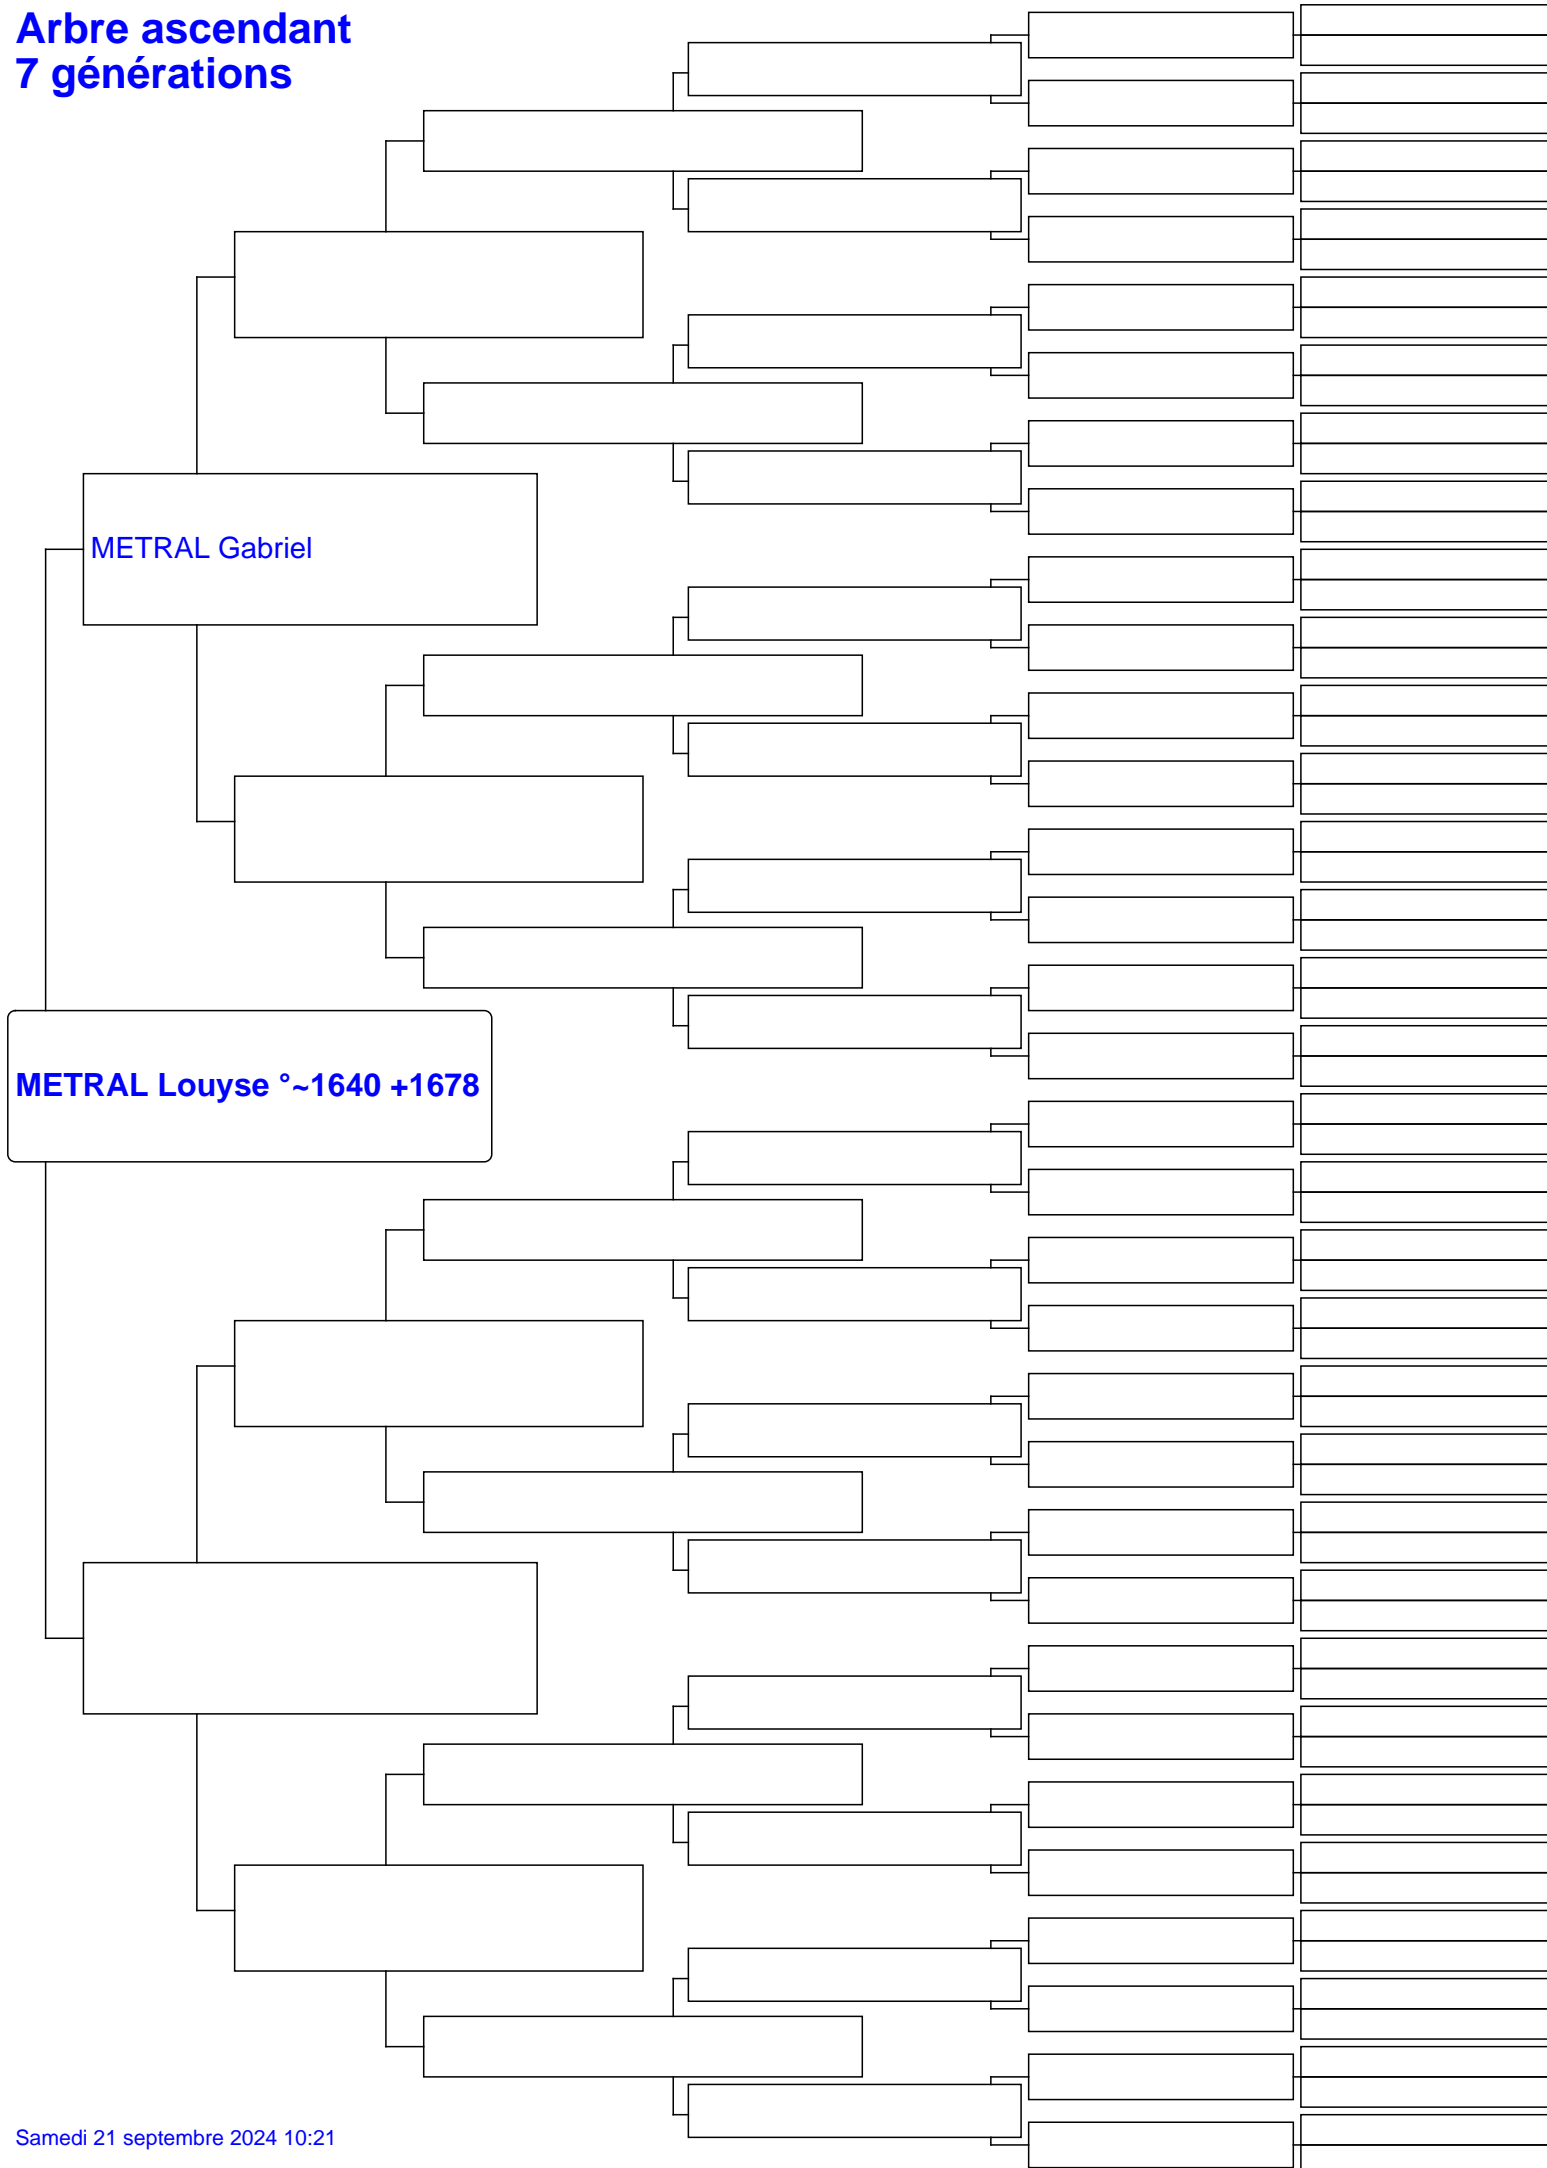 Arbre ascendant
7 générations
METRAL Gabriel
METRAL Louyse °~1640 +1678
Samedi 21 septembre 2024 10:21